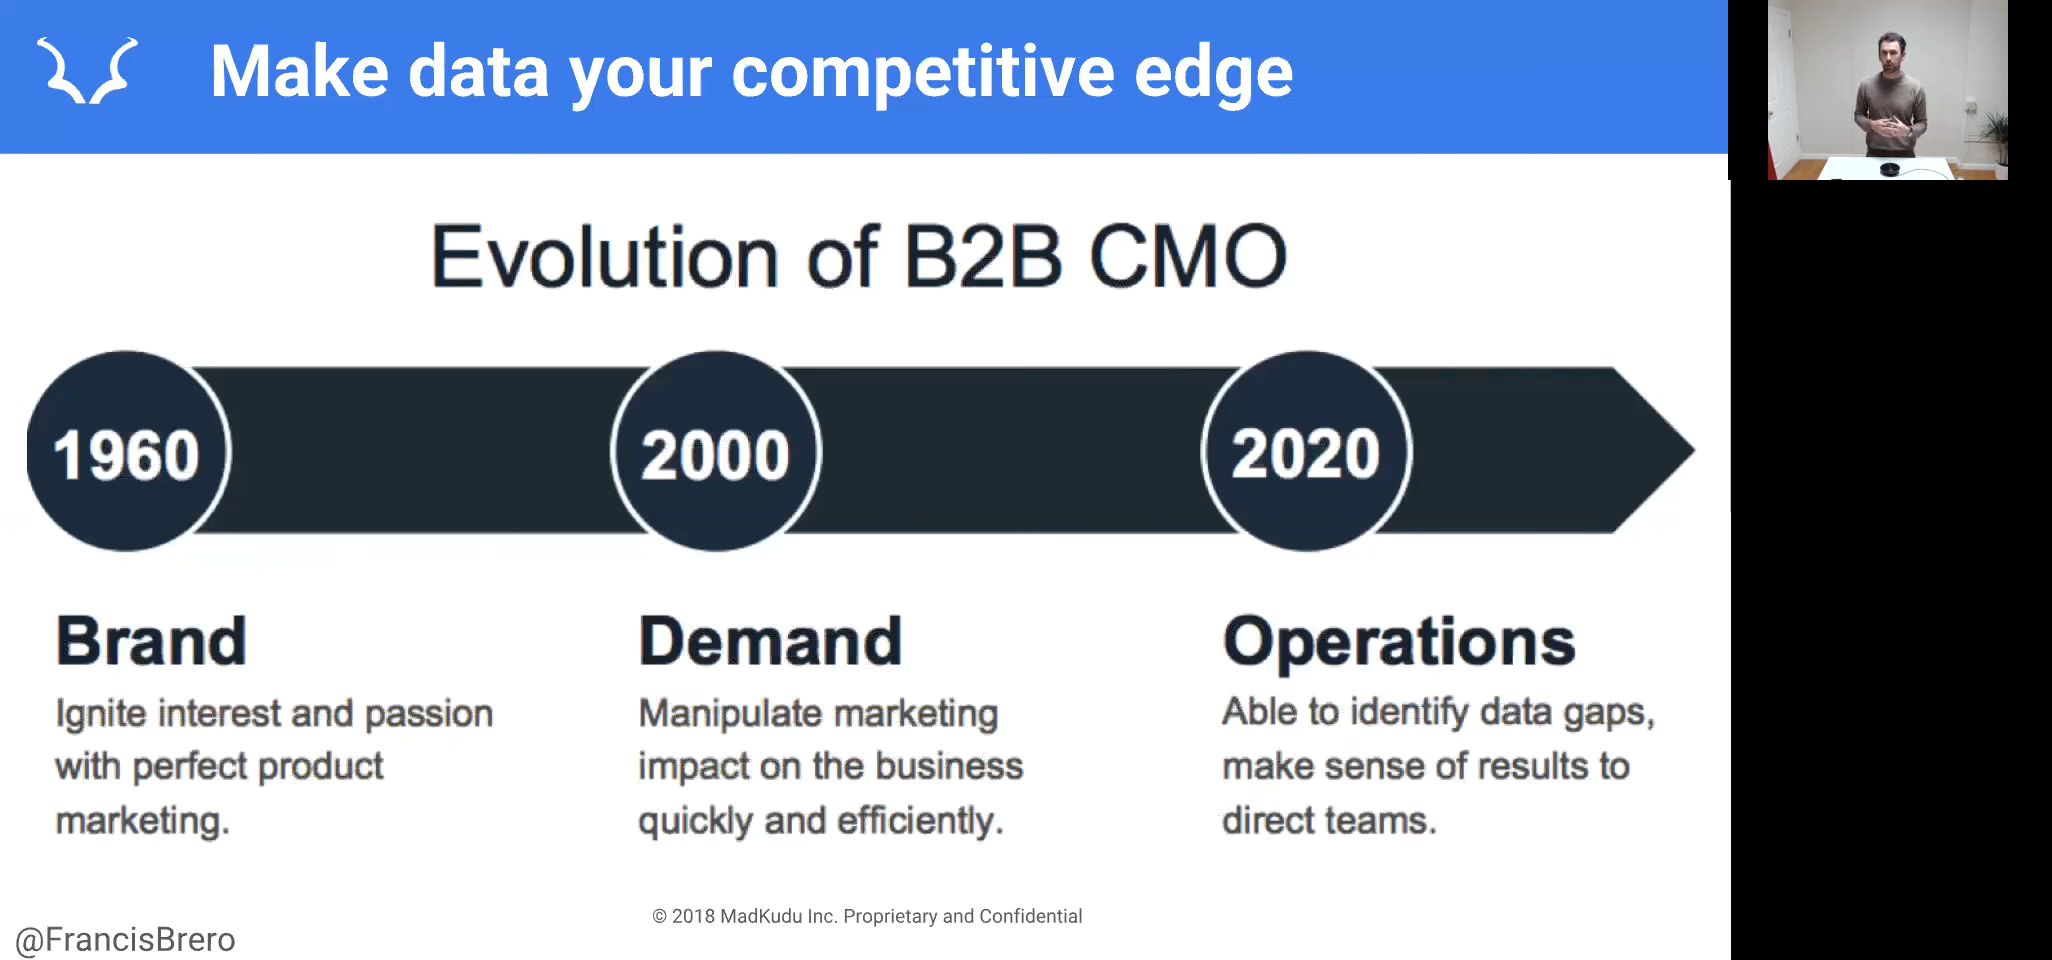 Make data your competitive edge
Evolution of B2B CMO
1960
2000
2020
Brand
Ignite interest and passion
with perfect product
marketing.
Demand
Manipulate marketing
impact on the business
quickly and efficiently.
Operations
Able to identify data gaps,
make sense of results to
direct teams.
© 2018 MadKudu Inc. Proprietary and Confidential
@FrancisBrero